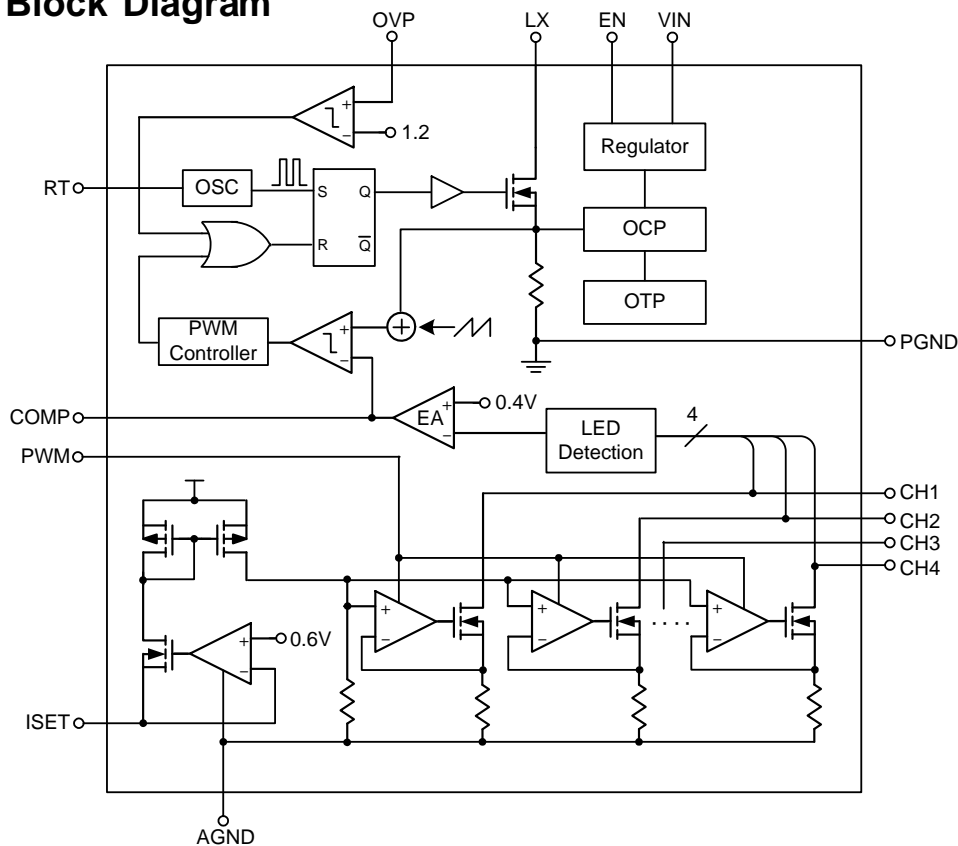 Block Diagram
OVP
LX
EN
VIN
+
−
1.2
Regulator
RT
OSC
S
Q
R
Q̅
OCP
OTP
PWM
Controller
+
−
+
PGND
COMP
EA
+
−
0.4V
LED
Detection
4
PWM
CH1
CH2
CH3
CH4
+
−
+
−
....
+
−
+
−
0.6V
ISET
AGND